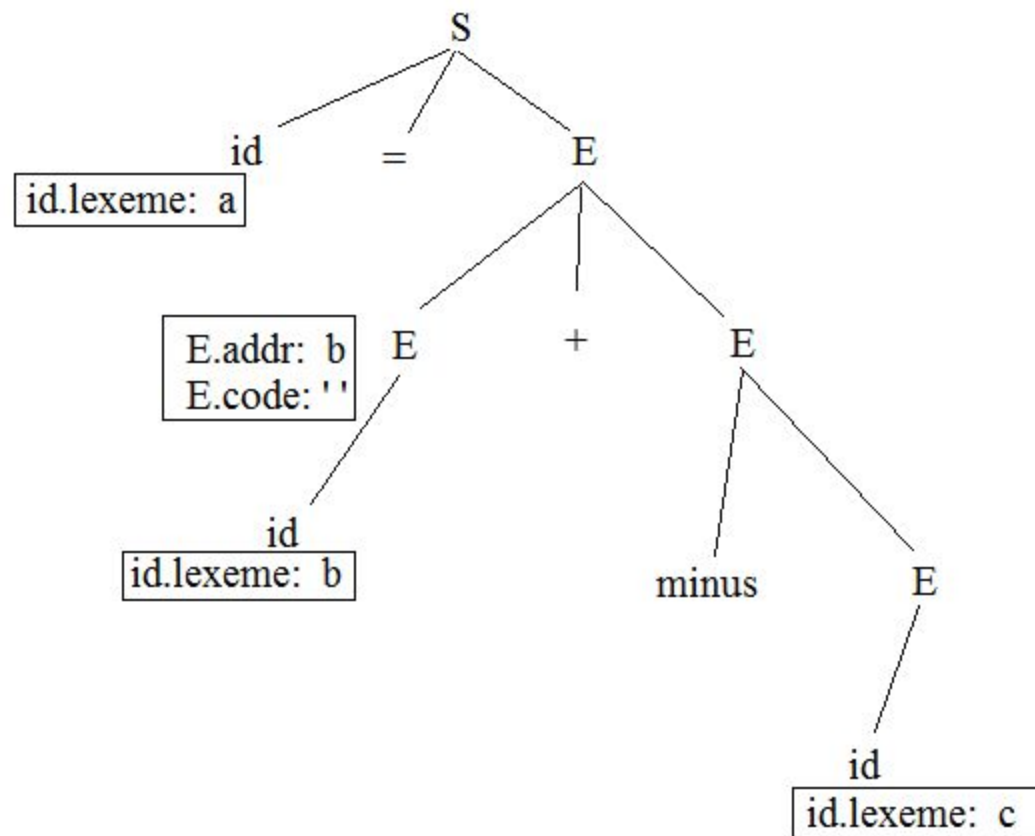 S
id = E
id.lexeme: a
E.addr: b
E.code: ' '
E + E
id
id.lexeme: b
minus E
id
id.lexeme: c